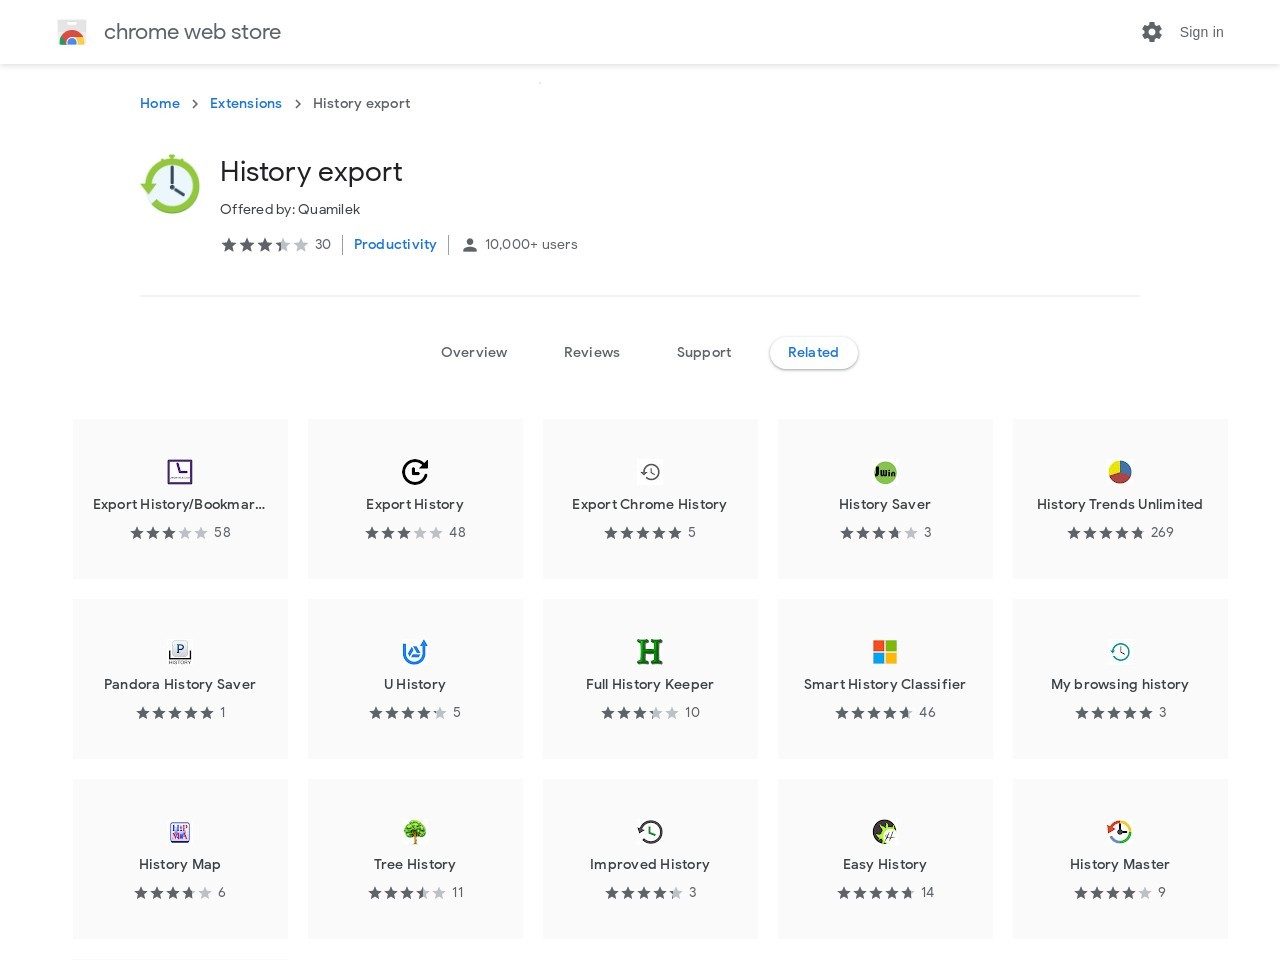 chrome web store
Sign in
Home > Extensions > History export
History export
Offered by: Quamilek
30 Productivity 10,000+ users
Overview Reviews Support Related
Export History/Bookmar...
58
Export History
48
Export Chrome History
5
JWin
History Saver
3
History Trends Unlimited
269
P
HISTORY
Pandora History Saver
1
U History
5
H
Full History Keeper
10
Smart History Classifier
46
My browsing history
3
History Map
6
Tree History
11
Improved History
3
H
Easy History
14
History Master
9